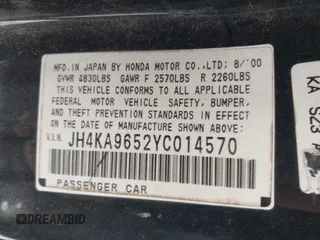 MFD. IN JAPAN BY HONDA MOTOR CO.,LTD; 8/'00
GVWR 4830LBS GAWR F 2570LBS R 2260LBS
THIS VEHICLE CONFORMS TO ALL APPLICABLE
FEDERAL MOTOR VEHICLE SAFETY, BUMPER,
AND THEFT PREVENTION STANDARDS IN EFFECT
ON THE DATE OF MANUFACTURE SHOWN ABOVE.
V.I.N. JH4KA9652YC014570
PASSENGER CAR
KA 523
DREAMBID